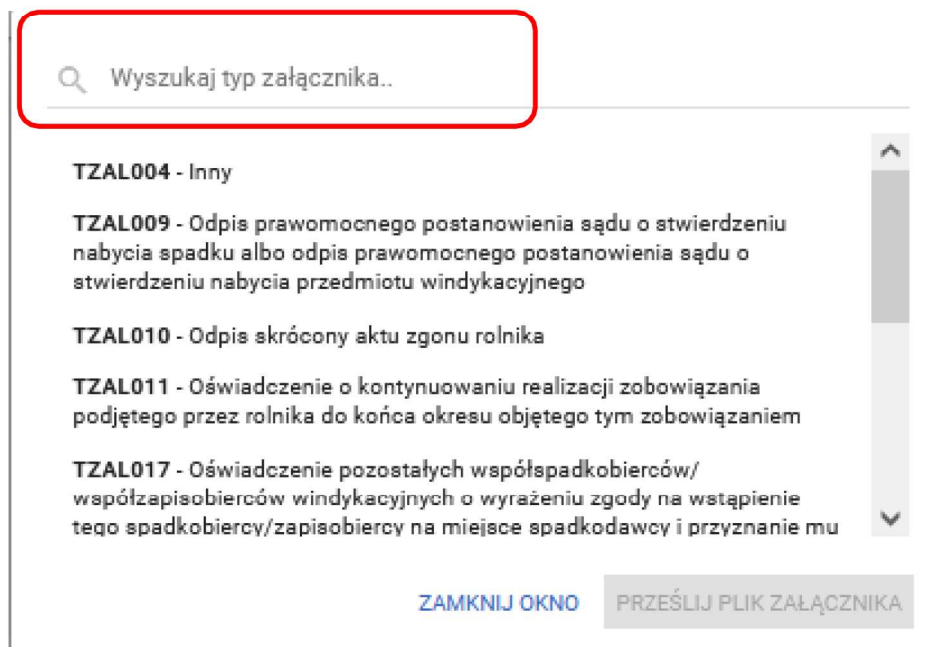 Wyszukaj typ załącznika..
TZAL004 - Inny
TZAL009 - Odpis prawomocnego postanowienia sądu o stwierdzeniu
nabycia spadku albo odpis prawomocnego postanowienia sądu o
stwierdzeniu nabycia przedmiotu windykacyjnego
TZAL010 - Odpis skrócony aktu zgonu rolnika
TZAL011 - Oświadczenie o kontynuowaniu realizacji zobowiązania
podjętego przez rolnika do końca okresu objętego tym zobowiązaniem
TZAL017 - Oświadczenie pozostałych współspadkobierców/
współzapisobierców windykacyjnych o wyrażeniu zgody na wstąpienie
tego spadkobiercy/zapisobiercy na miejsce spadkodawcy i przyznanie mu
ZAMKNIJ OKNO PRZEŚLIJ PLIK ZAŁĄCZNIKA